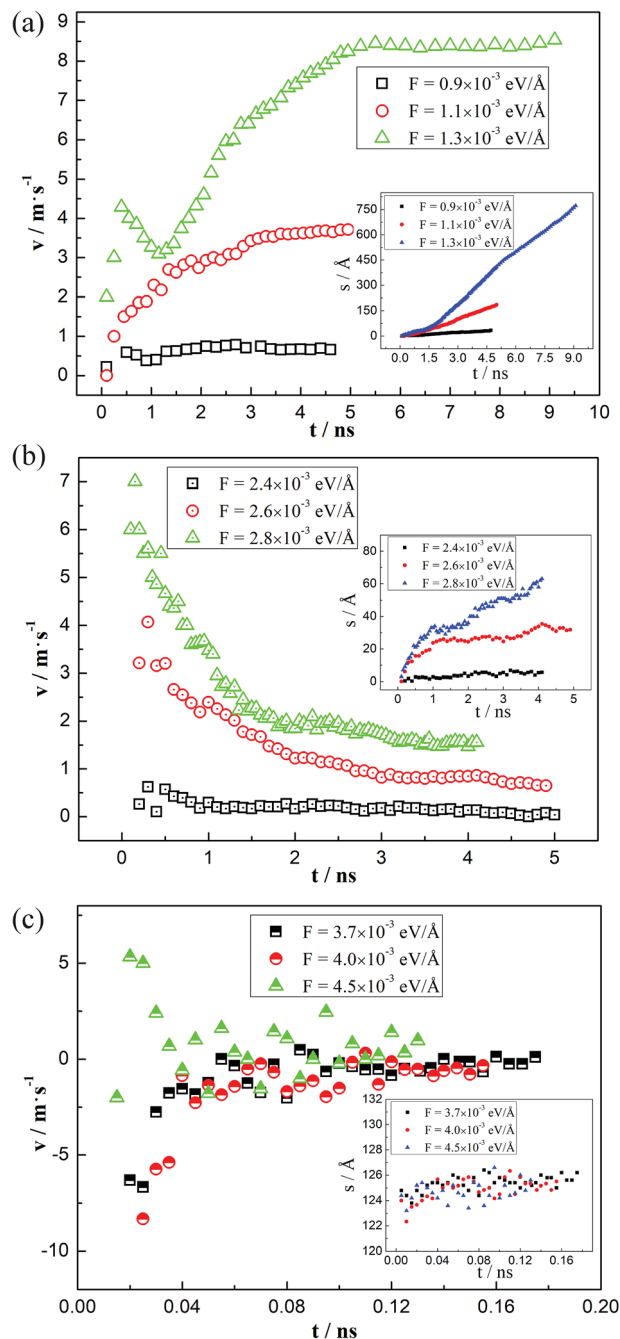 (a)
9
8
7
6
5
4
3
2
1
0
v / m·s⁻¹
F = 0.9×10⁻³ eV/Å
F = 1.1×10⁻³ eV/Å
F = 1.3×10⁻³ eV/Å
750
600
450
300
150
0
s / Å
F = 0.9×10⁻³ eV/Å
F = 1.1×10⁻³ eV/Å
F = 1.3×10⁻³ eV/Å
0.0 1.5 3.0 4.5 6.0 7.5 9.0
t / ns
0 1 2 3 4 5 6 7 8 9 10
t / ns
(b)
7
6
5
4
3
2
1
0
v / m·s⁻¹
F = 2.4×10⁻³ eV/Å
F = 2.6×10⁻³ eV/Å
F = 2.8×10⁻³ eV/Å
80
60
40
20
0
s / Å
F = 2.4×10⁻³ eV/Å
F = 2.6×10⁻³ eV/Å
F = 2.8×10⁻³ eV/Å
0 1 2 3 4 5
t / ns
0 1 2 3 4 5
t / ns
(c)
5
0
-5
-10
v / m·s⁻¹
F = 3.7×10⁻³ eV/Å
F = 4.0×10⁻³ eV/Å
F = 4.5×10⁻³ eV/Å
132
130
128
126
124
122
120
s / Å
F = 3.7×10⁻³ eV/Å
F = 4.0×10⁻³ eV/Å
F = 4.5×10⁻³ eV/Å
0.00 0.04 0.08 0.12 0.16
t / ns
0.00 0.04 0.08 0.12 0.16 0.20
t / ns